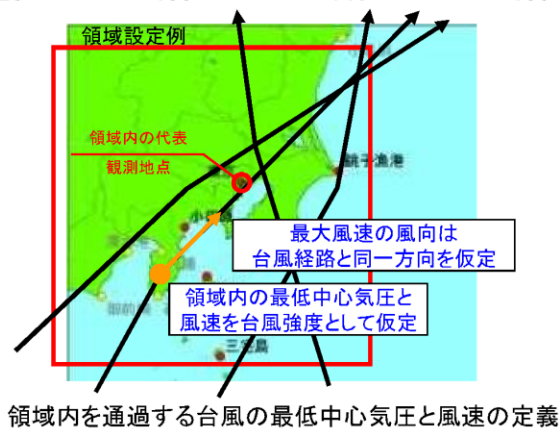 領域設定例
領域内の代表
観測地点
銚子漁港
最大風速の風向は
台風経路と同一方向を仮定
領域内の最低中心気圧と
風速を台風強度として仮定
三宅島
領域内を通過する台風の最低中心気圧と風速の定義